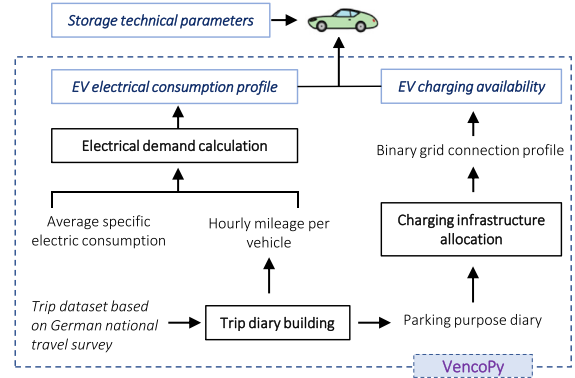 Storage technical parameters
EV electrical consumption profile
EV charging availability
Electrical demand calculation
Binary grid connection profile
Average specific
electric consumption
Hourly mileage per
vehicle
Charging infrastructure
allocation
Trip dataset based
on German national
travel survey
Trip diary building
Parking purpose diary
VencoPy